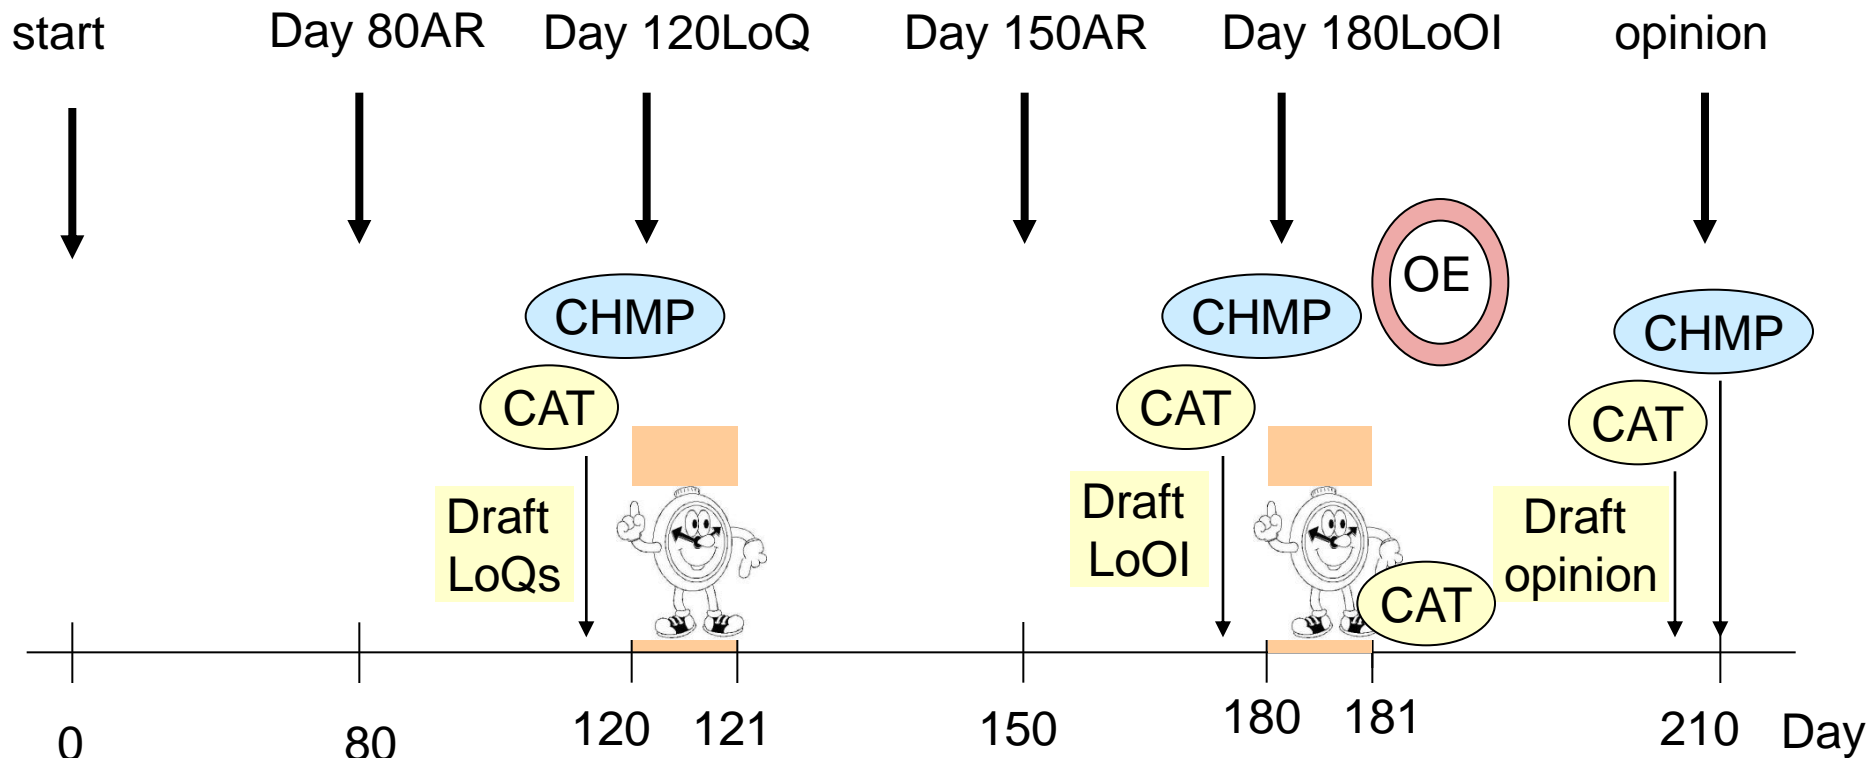 start
Day 80AR
Day 120LoQ
Day 150AR
Day 180LoOI
opinion
CHMP
CHMP
OE
CHMP
CAT
CAT
CAT
Draft
LoQs
Draft
LoOI
CAT
Draft
opinion
0
80
120
121
150
180
181
210
Day